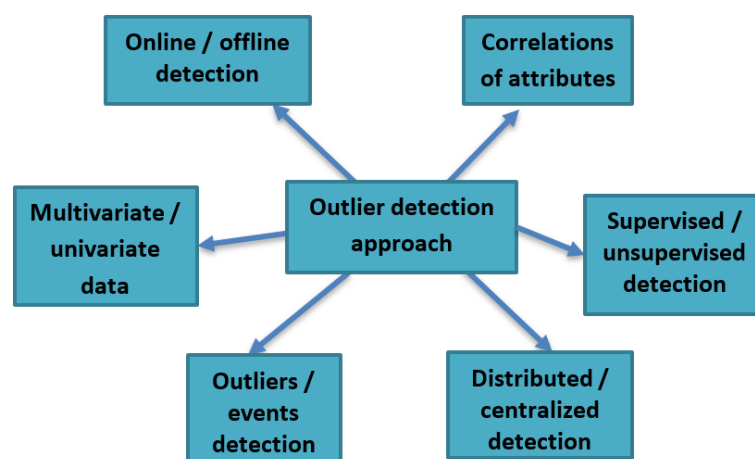 Online / offline
detection
Correlations
of attributes
Multivariate /
univariate
data
Outlier detection
approach
Supervised /
unsupervised
detection
Outliers /
events
detection
Distributed /
centralized
detection